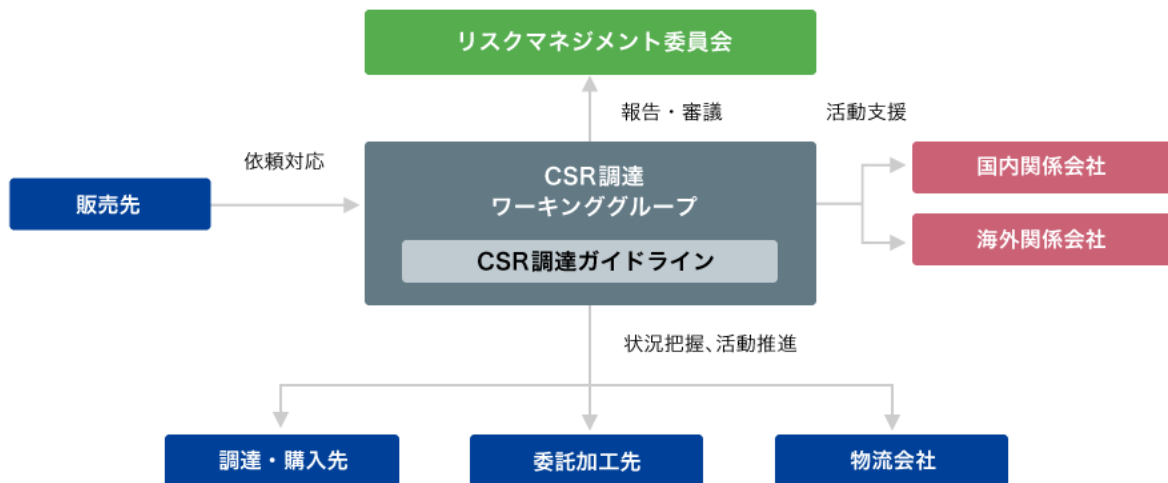 リスクマネジメント委員会
報告・審議
活動支援
依頼対応
販売先
CSR調達
ワーキンググループ
CSR調達ガイドライン
国内関係会社
海外関係会社
状況把握、活動推進
調達・購入先
委託加工先
物流会社